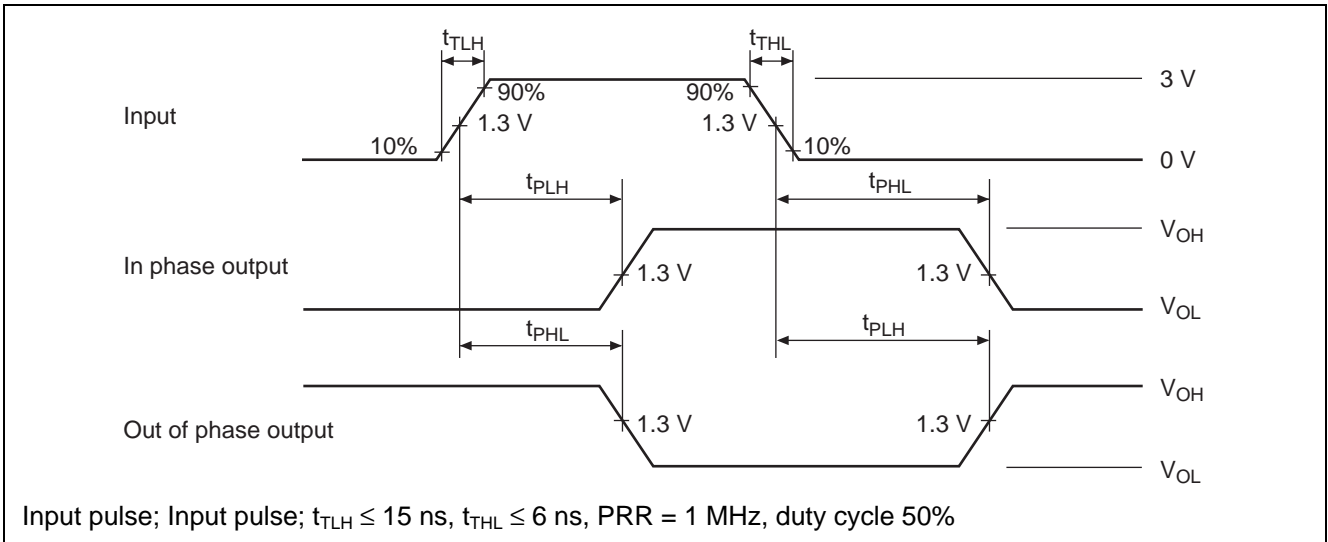 tTLH tTHL
3 V
90% 90%
Input 1.3 V 1.3 V
10% 10%
0 V
tPLH tPHL
VOH
In phase output 1.3 V 1.3 V
VOL
tPHL tPLH
VOH
Out of phase output 1.3 V 1.3 V
VOL
Input pulse; Input pulse; tTLH ≤ 15 ns, tTHL ≤ 6 ns, PRR = 1 MHz, duty cycle 50%